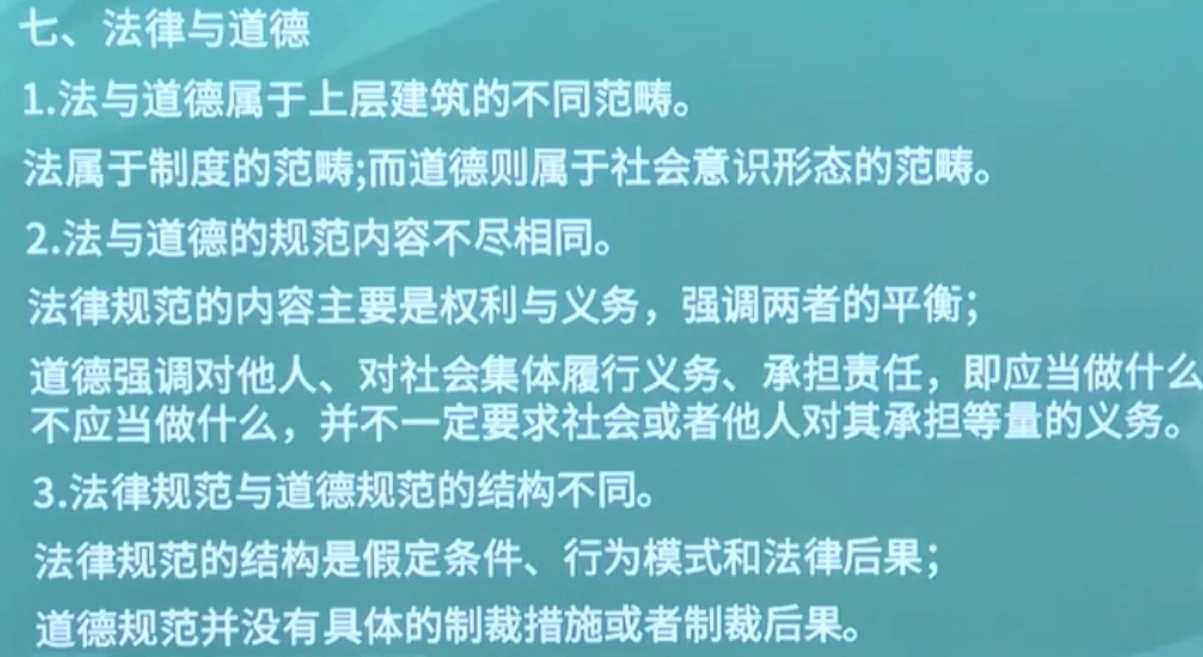 七、法律与道德
1.法与道德属于上层建筑的不同范畴。
法属于制度的范畴;而道德则属于社会意识形态的范畴。
2.法与道德的规范内容不尽相同。
法律规范的内容主要是权利与义务，强调两者的平衡；
道德强调对他人、对社会集体履行义务、承担责任，即应当做什么
不应当做什么，并不一定要求社会或者他人对其承担等量的义务。
3.法律规范与道德规范的结构不同。
法律规范的结构是假定条件、行为模式和法律后果；
道德规范并没有具体的制裁措施或者制裁后果。